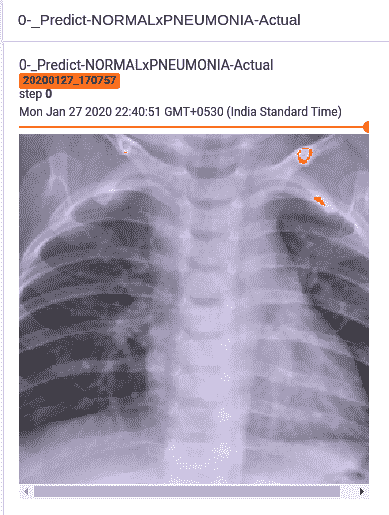 0-_Predict-NORMALxPNEUMONIA-Actual
0-_Predict-NORMALxPNEUMONIA-Actual
20200127_170757
step 0
Mon Jan 27 2020 22:40:51 GMT+0530 (India Standard Time)